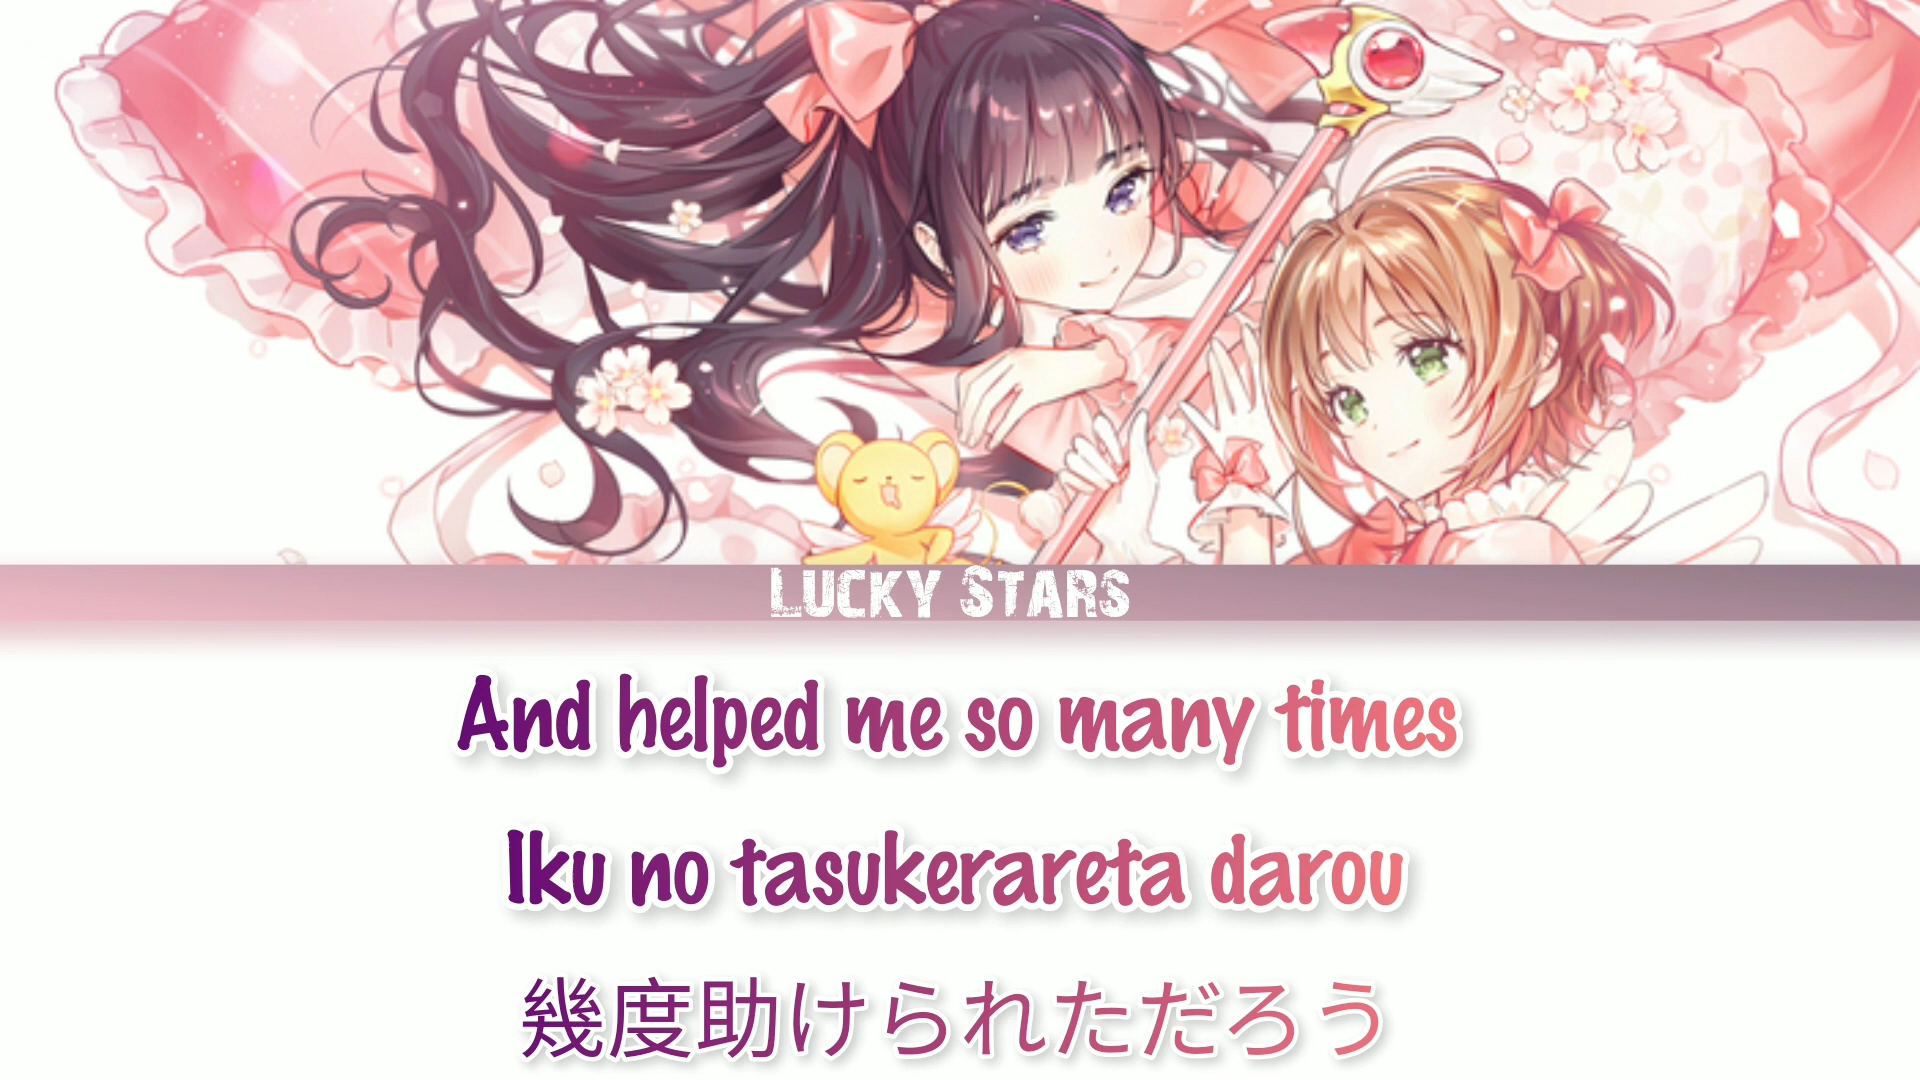 Lucky Stars
And helped me so many times
Iku no tasukerareta darou
幾度助けられただろう